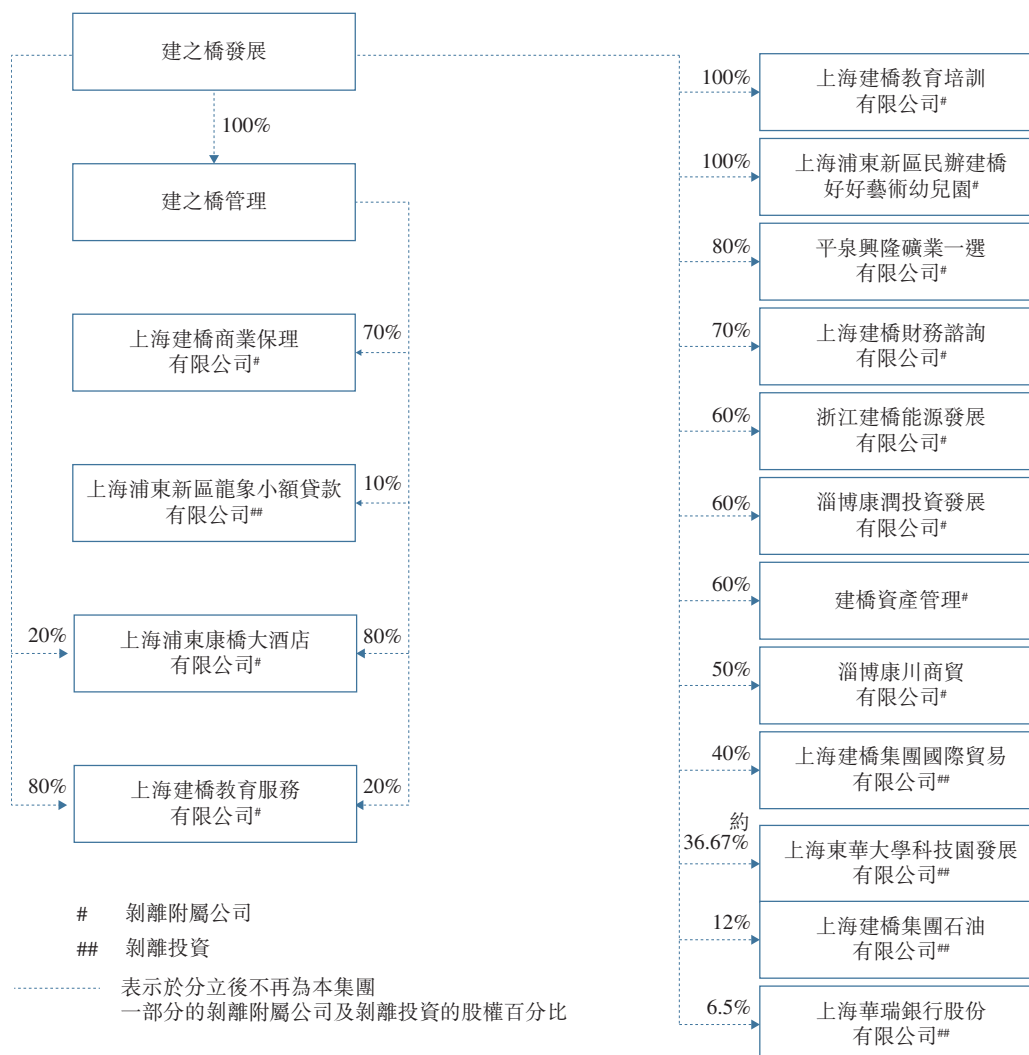 建之橋發展
100%
建之橋管理
70%
上海建橋商業保理
有限公司#
10%
上海浦東新區龍象小額貸款
有限公司##
20%
上海浦東康橋大酒店
有限公司#
80%
80%
上海建橋教育服務
有限公司#
20%
100%
上海建橋教育培訓
有限公司#
100%
上海浦東新區民辦建橋
好好藝術幼兒園#
80%
平泉興隆礦業一選
有限公司#
70%
上海建橋財務諮詢
有限公司#
60%
浙江建橋能源發展
有限公司#
60%
淄博康潤投資發展
有限公司#
60%
建橋資產管理#
50%
淄博康川商貿
有限公司#
40%
上海建橋集團國際貿易
有限公司##
約
36.67%
上海東華大學科技園發展
有限公司##
12%
上海建橋集團石油
有限公司##
6.5%
上海華瑞銀行股份
有限公司##
# 剝離附屬公司
## 剝離投資
表示於分立後不再為本集團
一部分的剝離附屬公司及剝離投資的股權百分比